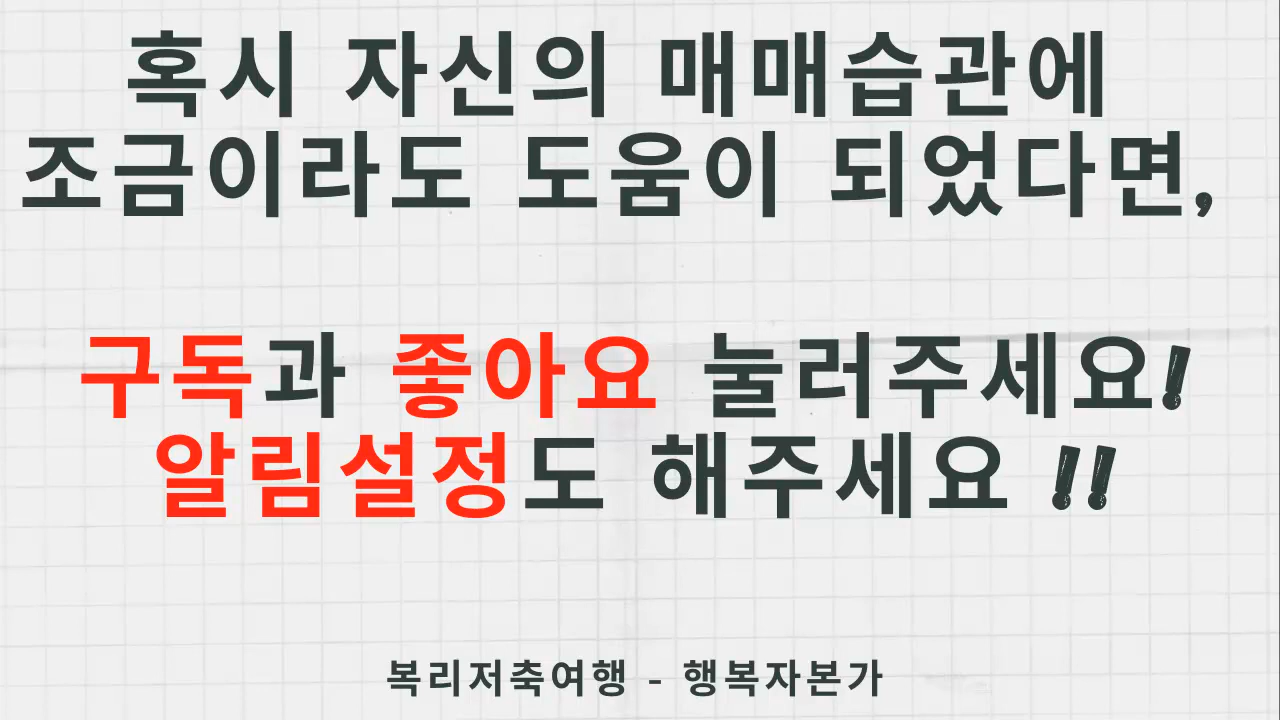 혹시 자신의 매매습관에
조금이라도 도움이 되었다면,
구독과 좋아요 눌러주세요!
알림설정도 해주세요 !!
복리저축여행 - 행복자본가